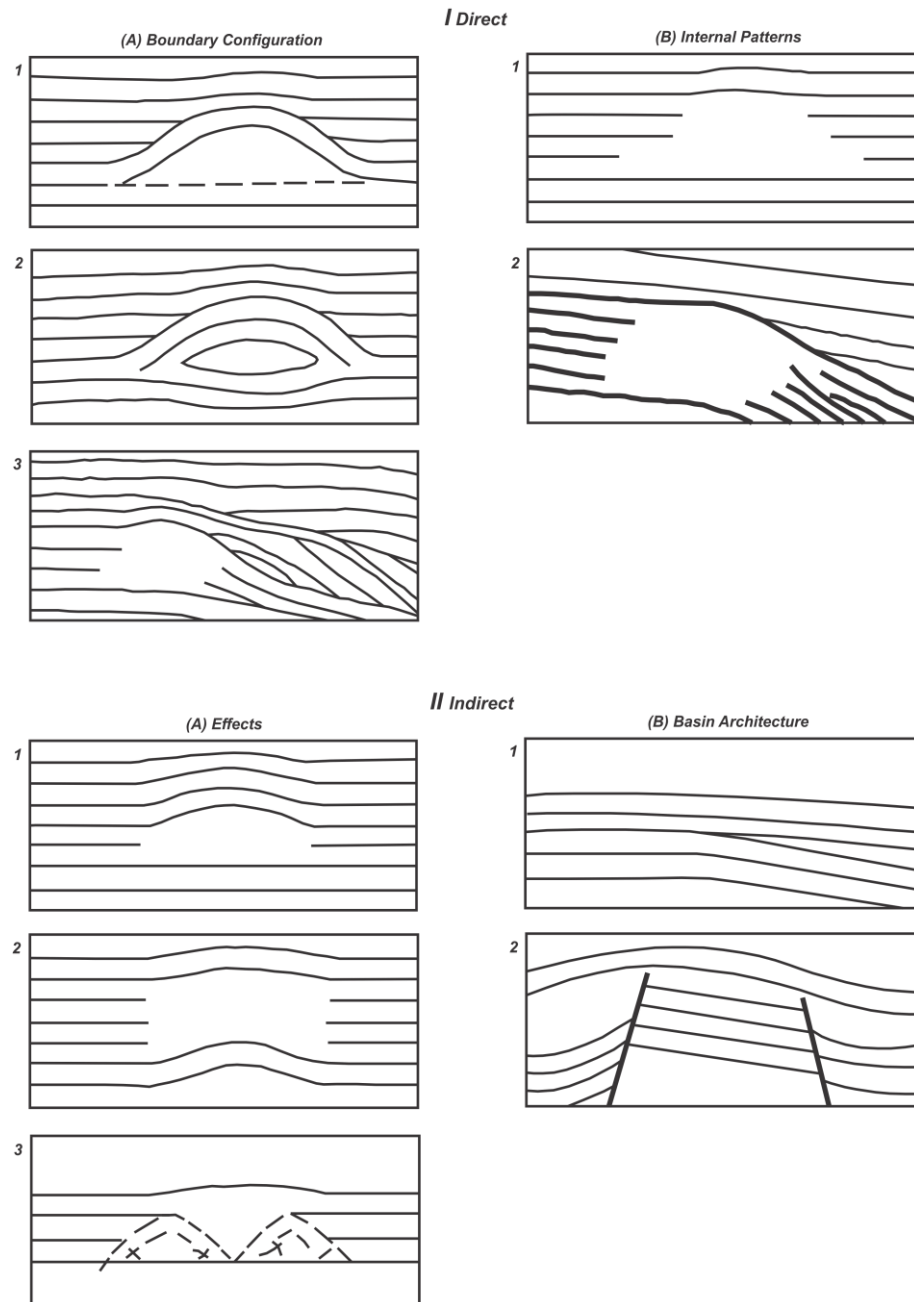 I Direct
(A) Boundary Configuration
(B) Internal Patterns
1
1
2
2
3
II Indirect
(A) Effects
(B) Basin Architecture
1
1
2
2
3